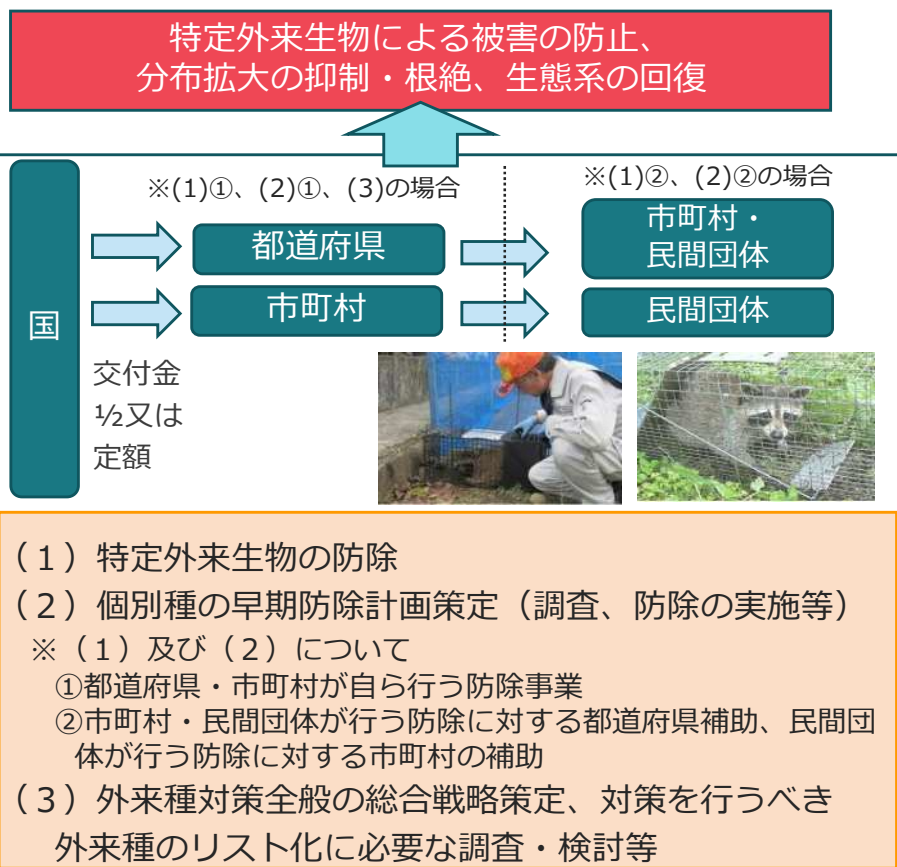 特定外来生物による被害の防止、
分布拡大の抑制・根絶、生態系の回復
※(1)①、(2)①、(3)の場合
※(1)②、(2)②の場合
国
都道府県
市町村・
民間団体
市町村
民間団体
交付金
½又は
定額
（１）特定外来生物の防除
（２）個別種の早期防除計画策定（調査、防除の実施等）
※（１）及び（２）について
①都道府県・市町村が自ら行う防除事業
②市町村・民間団体が行う防除に対する都道府県補助、民間団
体が行う防除に対する市町村の補助
（３）外来種対策全般の総合戦略策定、対策を行うべき
外来種のリスト化に必要な調査・検討等